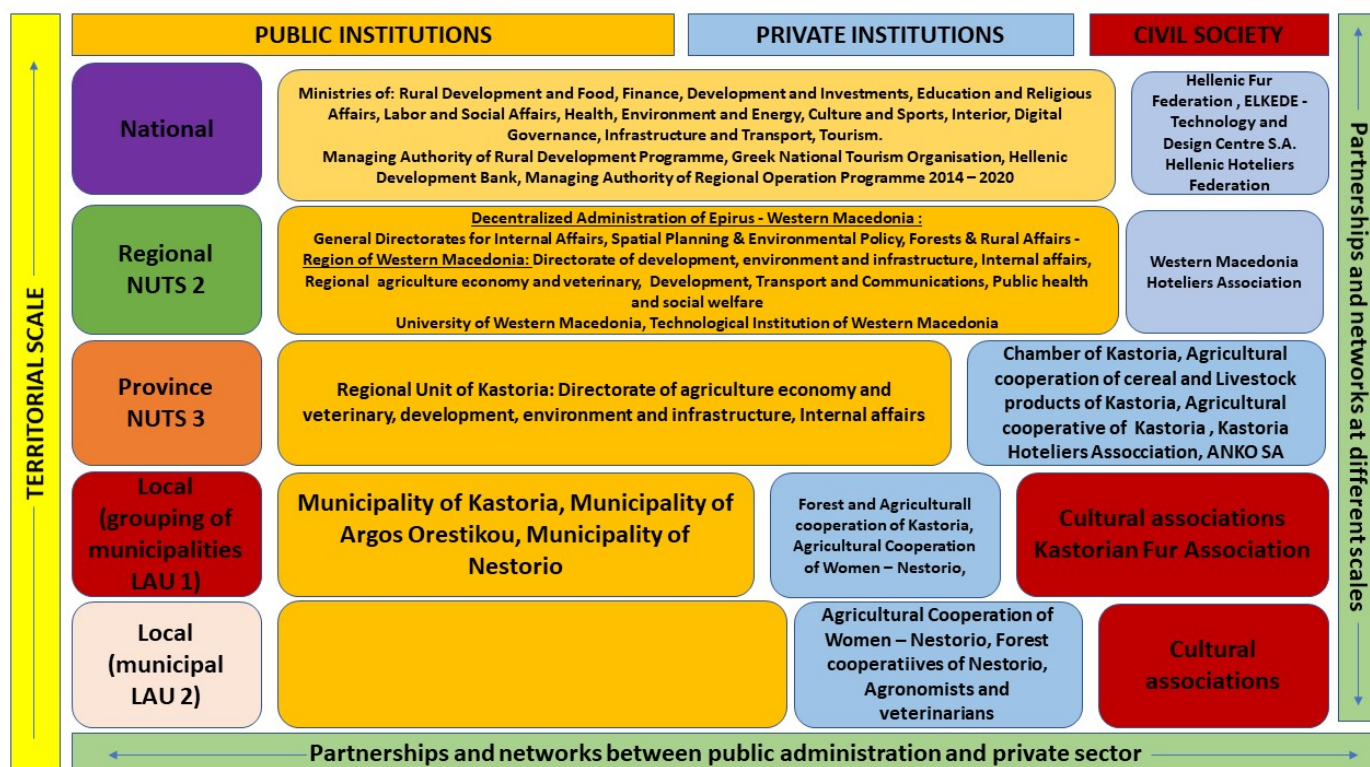 PUBLIC INSTITUTIONS
PRIVATE INSTITUTIONS
CIVIL SOCIETY
TERRITORIAL SCALE
National
Ministries of: Rural Development and Food, Finance, Development and Investments, Education and Religious
Affairs, Labor and Social Affairs, Health, Environment and Energy, Culture and Sports, Interior, Digital
Governance, Infrastructure and Transport, Tourism.
Managing Authority of Rural Development Programme, Greek National Tourism Organisation, Hellenic
Development Bank, Managing Authority of Regional Operation Programme 2014 – 2020
Hellenic Fur
Federation , ELKEDE -
Technology and
Design Centre S.A.
Hellenic Hoteliers
Federation
Regional
NUTS 2
Decentralized Administration of Epirus - Western Macedonia :
General Directorates for Internal Affairs, Spatial Planning & Environmental Policy, Forests & Rural Affairs -
Region of Western Macedonia: Directorate of development, environment and infrastructure, Internal affairs,
Regional agriculture economy and veterinary, Development, Transport and Communications, Public health
and social welfare
University of Western Macedonia, Technological Institution of Western Macedonia
Western Macedonia
Hoteliers Association
Province
NUTS 3
Regional Unit of Kastoria: Directorate of agriculture economy and
veterinary, development, environment and infrastructure, Internal affairs
Chamber of Kastoria, Agricultural
cooperation of cereal and Livestock
products of Kastoria, Agricultural
cooperative of Kastoria , Kastoria
Hoteliers Assocciation, ANKO SA
Local
(grouping of
municipalities
LAU 1)
Municipality of Kastoria, Municipality of
Argos Orestikou, Municipality of
Nestorio
Forest and Agriculturall
cooperation of Kastoria,
Agricultural Cooperation
of Women – Nestorio,
Cultural associations
Kastorian Fur Association
Local
(municipal
LAU 2)
Agricultural Cooperation of
Women – Nestorio, Forest
cooperatiives of Nestorio,
Agronomists and
veterinarians
Cultural
associations
Partnerships and networks at different scales
Partnerships and networks between public administration and private sector